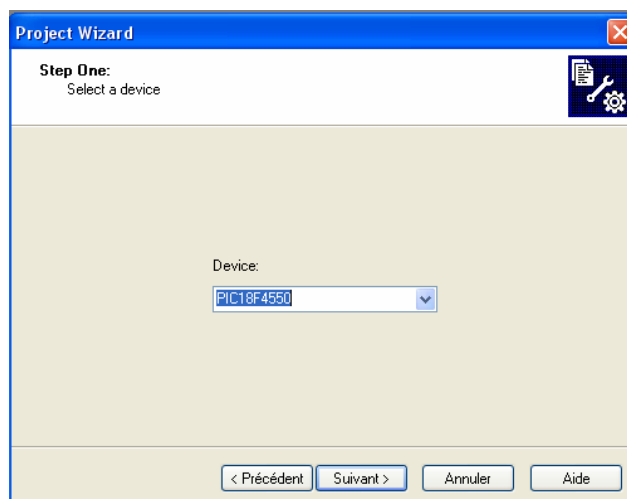 Project Wizard
Step One:
Select a device
Device:
PIC18F4550
< Précédent Suivant > Annuler Aide